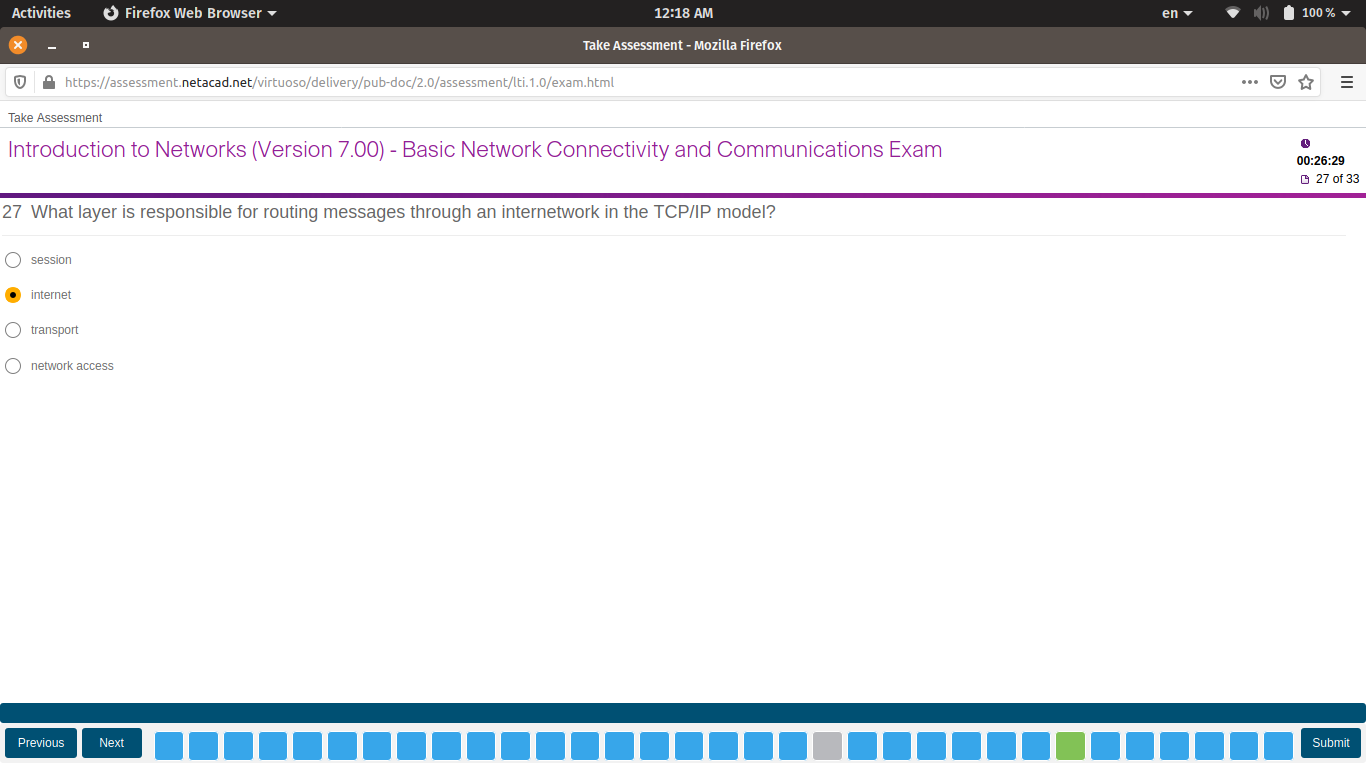 Activities Firefox Web Browser 12:18 AM en 100 %
Take Assessment - Mozilla Firefox
https://assessment.netacad.net/virtuoso/delivery/pub-doc/2.0/assessment/lti.1.0/exam.html
Take Assessment
Introduction to Networks (Version 7.00) - Basic Network Connectivity and Communications Exam
00:26:29
27 of 33
27 What layer is responsible for routing messages through an internetwork in the TCP/IP model?
session
internet
transport
network access
Previous Next Submit